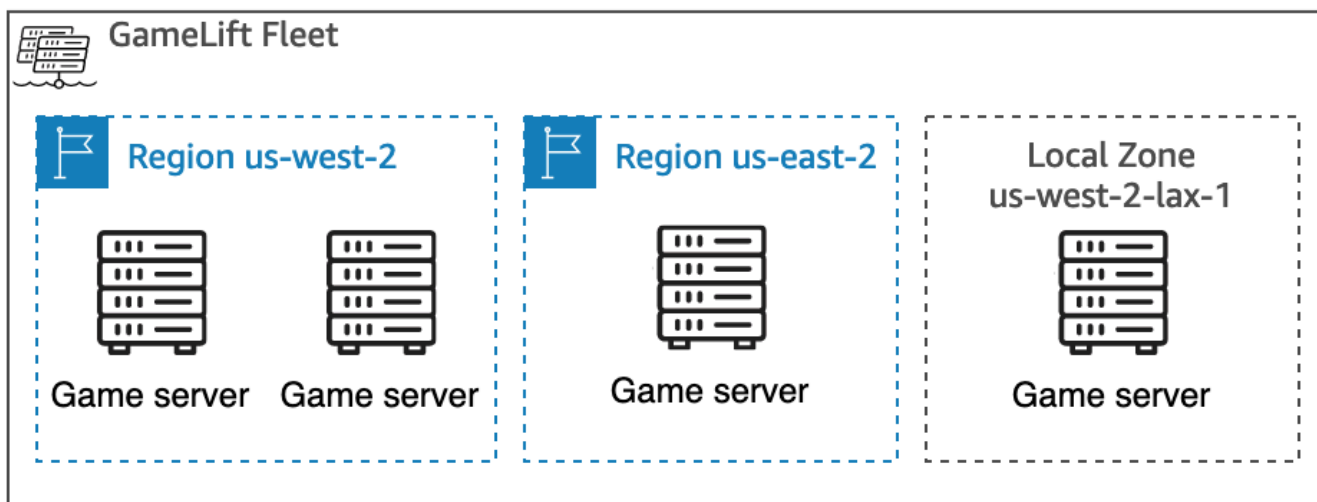 GameLift Fleet
Region us-west-2
Region us-east-2
Local Zone
us-west-2-lax-1
Game server
Game server
Game server
Game server